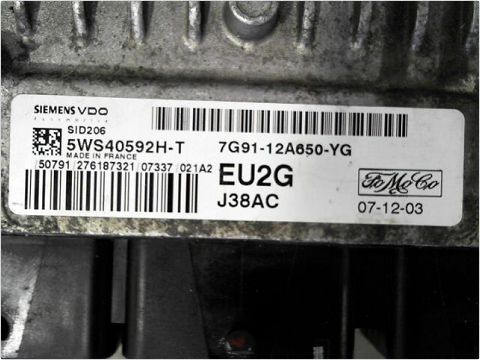 SIEMENS VDO
AUTOMOTIVE
SID206
5WS40592H-T 7G91-12A650-YG
MADE IN FRANCE
50791 276187321 07337 021A2
EU2G
FoMoCo
J38AC
07-12-03